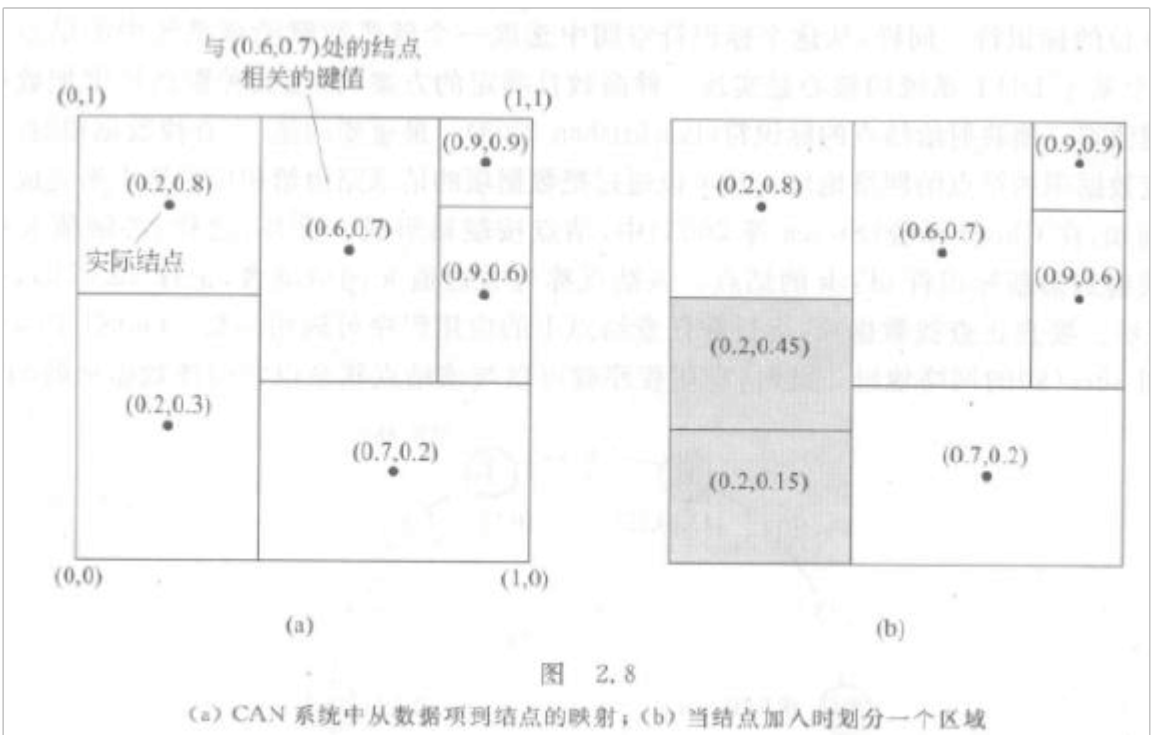 与(0.6,0.7)处的结点
相关的键值
(0,1)
(1,1)
(0.9,0.9)
(0.2,0.8)
(0.6,0.7)
实际结点
(0.9,0.6)
(0.2,0.3)
(0.7,0.2)
(0,0)
(1,0)
(a)
(0.9,0.9)
(0.2,0.8)
(0.6,0.7)
(0.9,0.6)
(0.2,0.45)
(0.2,0.15)
(0.7,0.2)
(b)
图 2.8
(a) CAN 系统中从数据项到结点的映射；(b) 当结点加入时划分一个区域